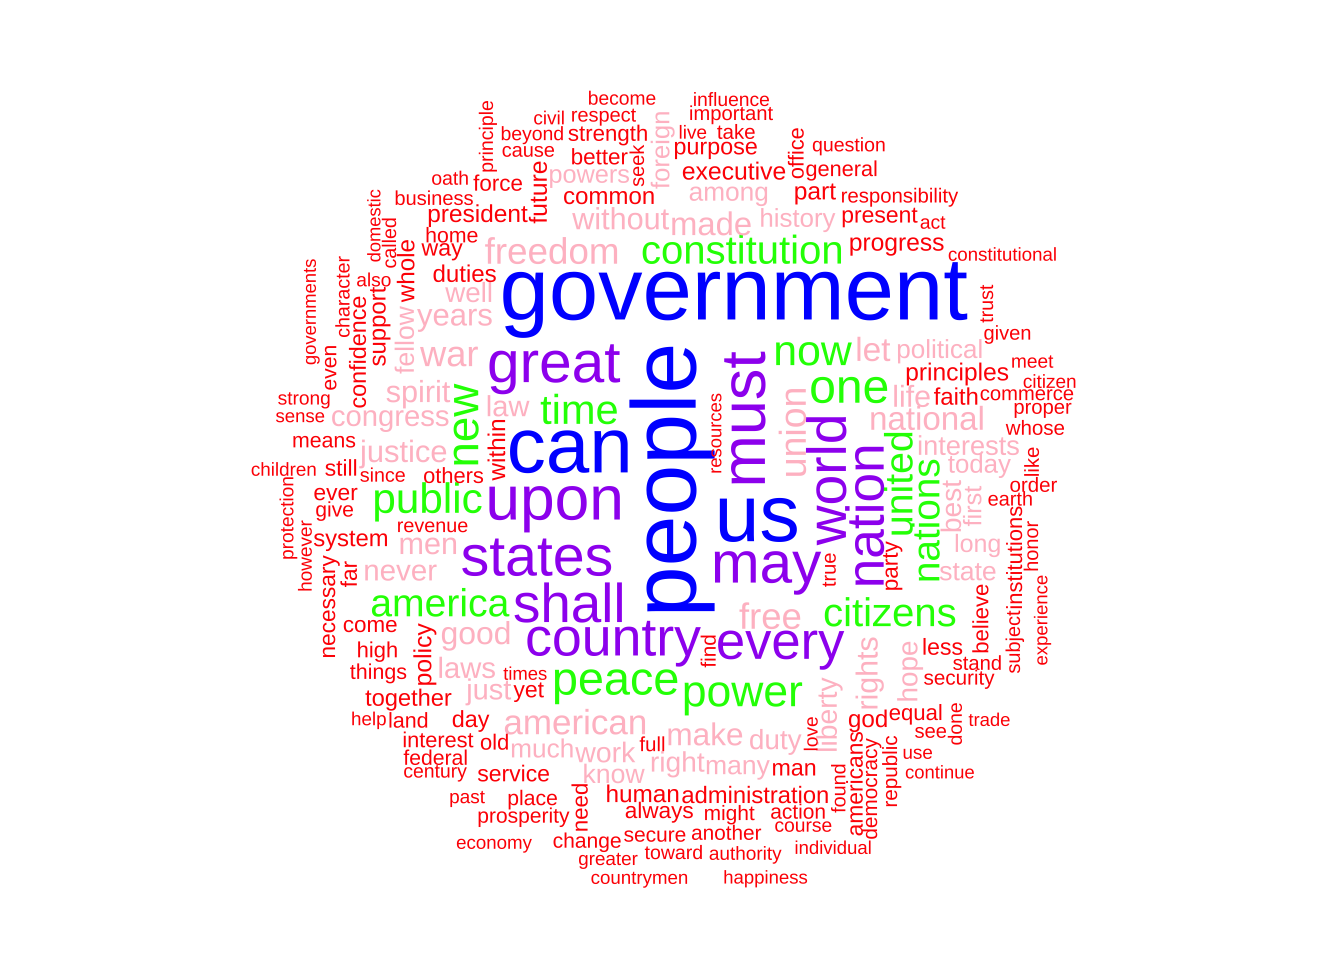 become
influence
civil
respect
important
principle
beyond
strength
foreign
live
take
cause
better
seek
purpose
office
question
oath
force
future
powers
executive
general
domestic
business
common
among
part
responsibility
called
president
without
made
history
present
act
home
way
freedom
constitution
progress
constitutional
governments
character
also
whole
duties
government
trust
support
well
years
given
even
confidence
fellow
war
great
people
must
now
let
political
meet
strong
spirit
principles
citizen
sense
congress
new
law
time
resources
union
one
life
faith
commerce
proper
means
justice
within
can
world
national
whose
children
still
since
others
nation
united
interests
today
like
protection
ever
give
public
upon
us
nations
best
first
order
earth
however
system
revenue
men
long
institutions
honor
necessary
far
never
states
may
true
party
state
america
shall
free
citizens
subject
believe
experience
come
high
policy
good
country
find
every
rights
hope
less
stand
security
things
laws
times
just
yet
peace
power
together
help
land
day
american
love
liberty
god
equal
done
trade
interest
old
much
work
full
make
duty
see
federal
know
right
many
man
americans
democracy
republic
use
century
service
continue
past
place
need
human
administration
found
prosperity
always
might
action
economy
change
secure
another
course
individual
greater
toward
authority
countrymen
happiness